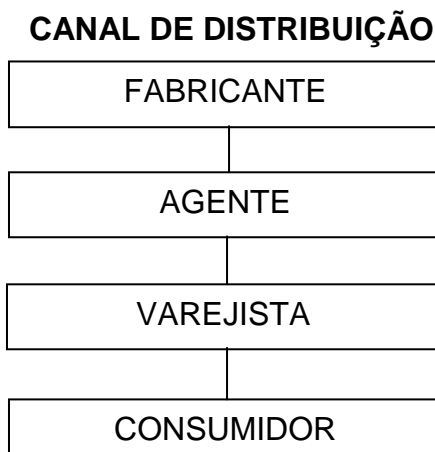 CANAL DE DISTRIBUIÇÃO
FABRICANTE
AGENTE
VAREJISTA
CONSUMIDOR